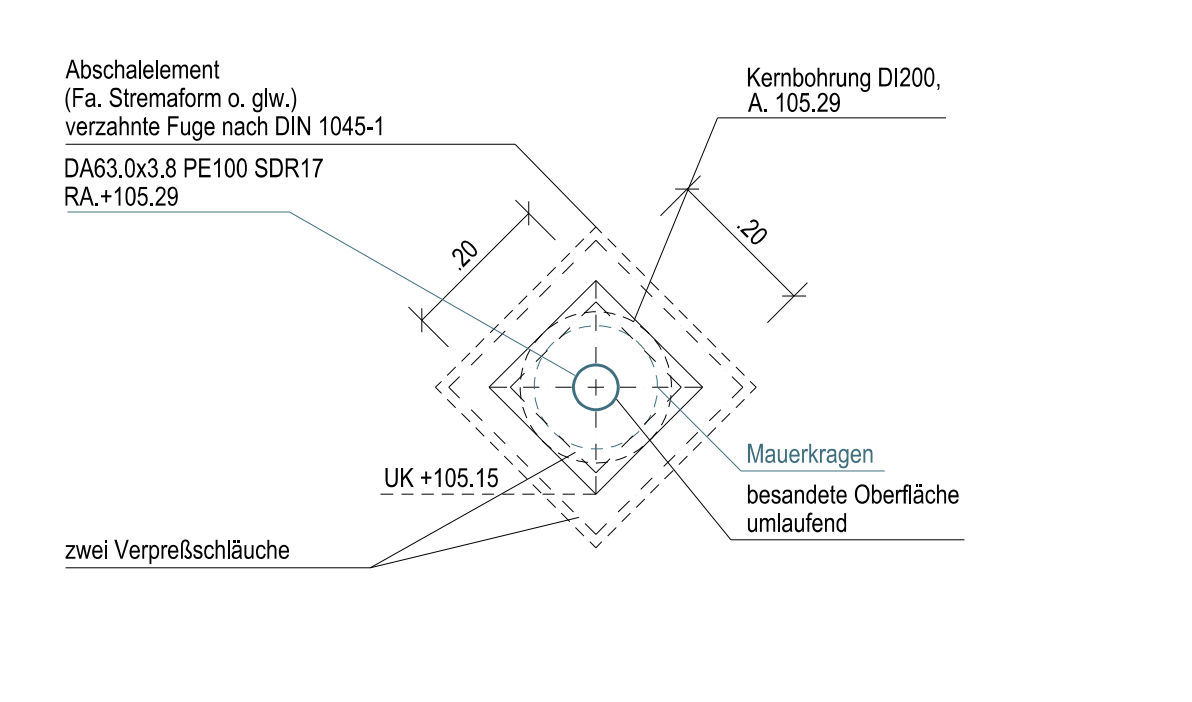 Abschalelement
(Fa. Stremaform o. glw.)
verzahnte Fuge nach DIN 1045-1
DA63.0x3.8 PE100 SDR17
RA.+105.29
Kernbohrung DI200,
A. 105.29
.20
.20
Mauerkragen
besandete Oberfläche
umlaufend
UK +105.15
zwei Verpreßschläuche